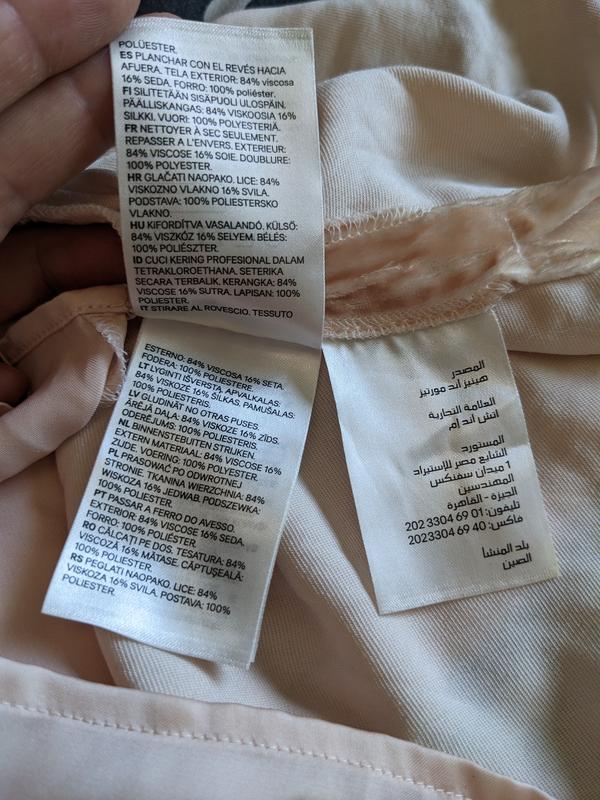 POLÜESTER.
ES PLANCHAR CON EL REVÉS HACIA
AFUERA. TELA EXTERIOR: 84% viscosa
16% SEDA. FORRO: 100% poliéster.
FI SILITETÄÄN SISÄPUOLI ULOSPÄIN.
PÄÄLLISKANGAS: 84% VISKOOSIA 16%
SILKKI. VUORI: 100% POLYESTERIÄ.
FR NETTOYER À SEC SEULEMENT.
REPASSER A L'ENVERS. EXTERIEUR:
84% VISCOSE 16% SOIE. DOUBLURE:
100% POLYESTER.
HR GLAČATI NAOPAKO. LICE: 84%
VISKOZNO VLAKNO 16% SVILA.
PODSTAVA: 100% POLIESTERSKO
VLAKNO.
HU KIFORDÍTVA VASALANDÓ. KÜLSŐ:
84% VISZKÓZ 16% SELYEM. BÉLÉS:
100% POLIÉSZTER.
ID CUCI KERING PROFESIONAL DALAM
TETRAKLOROETHANA. SETERIKA
SECARA TERBALIK. KERANGKA: 84%
VISCOSE 16% SUTRA. LAPISAN: 100%
POLIESTER.
IT STIRARE AL ROVESCIO. TESSUTO
ESTERNO: 84% VISCOSA 16% SETA.
FODERA: 100% POLIESTERE.
LT LYGINTI IŠVERSTĄ. APVALKALAS:
84% VISKOZĖ 16% ŠILKAS. PAMUŠALAS:
100% POLIESTERIS.
LV GLUDINĀT NO OTRAS PUSES.
ĀRĒJĀ DAĻA: 84% VISKOZE 16% ZĪDS.
ODERĒJUMS: 100% POLIESTERIS.
NL BINNENSTEBUITEN STRIJKEN.
EXTERN MATERIAAL: 84% VISCOSE 16%
ZIJDE. VOERING: 100% POLYESTER.
PL PRASOWAĆ PO ODWROTNEJ
STRONIE. TKANINA WIERZCHNIA: 84%
WISKOZA 16% JEDWAB. PODSZEWKA:
100% POLIESTER.
PT PASSAR A FERRO DO AVESSO.
EXTERIOR: 84% VISCOSE 16% SEDA.
FORRO: 100% POLIÉSTER
RO CĂLCAŢI PE DOS. TESATURA: 84%
VISCOZĂ 16% MĂTASE. CĂPTUŞEALĂ:
100% POLIESTER.
RS PEGLATI NAOPAKO. LICE: 84%
VISKOZA 16% SVILA. POSTAVA: 100%
POLIESTER.
المصدر
هينيز أند مورتيز
العلامة التجارية
اتش أند أم
المستورد
الشايع مصر للإستيراد
1 ميدان سفنكس
المهندسين
الجيزة - القاهرة
تليفون: 01 69 3304 202
فاكس: 40 69 2023304
بلد المنشأ
الصين